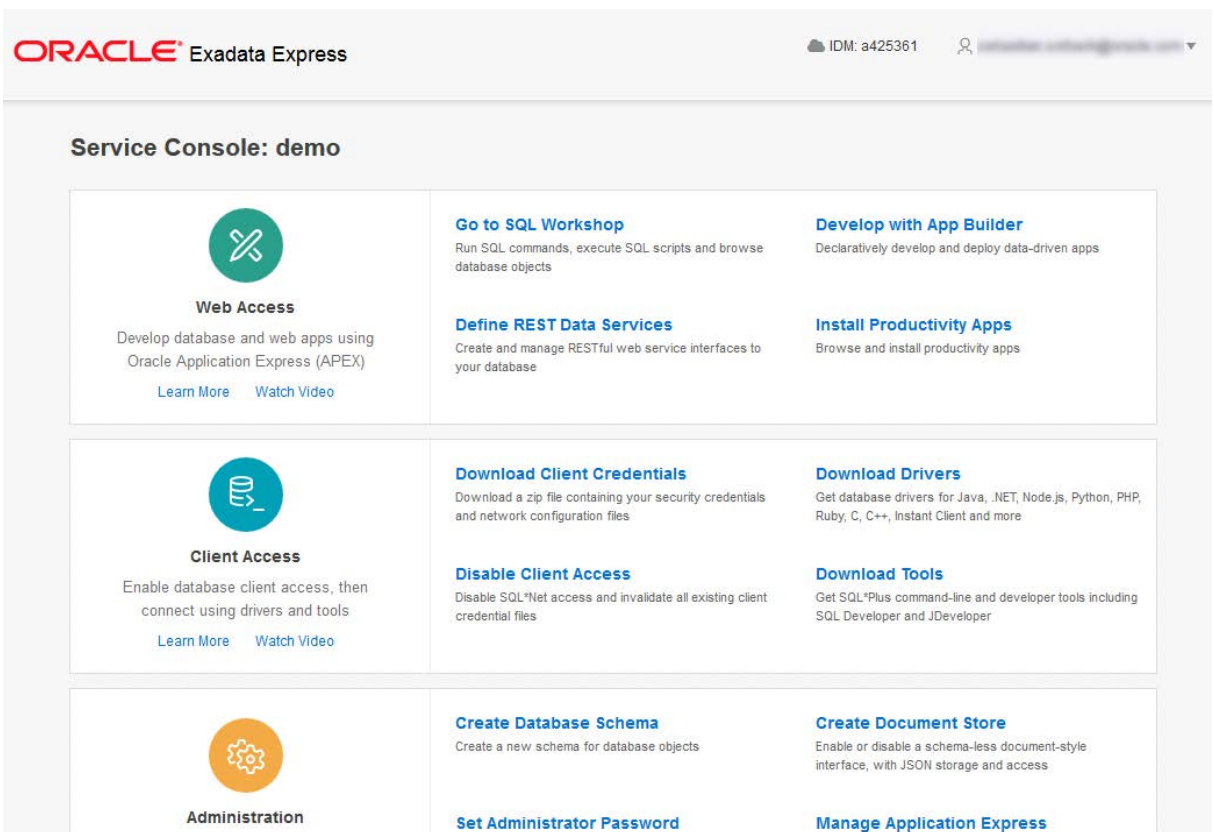 ORACLE® Exadata Express
IDM: a425361
Service Console: demo
Web Access
Develop database and web apps using
Oracle Application Express (APEX)
Learn More Watch Video
Go to SQL Workshop
Run SQL commands, execute SQL scripts and browse
database objects
Develop with App Builder
Declaratively develop and deploy data-driven apps
Define REST Data Services
Create and manage RESTful web service interfaces to
your database
Install Productivity Apps
Browse and install productivity apps
Client Access
Enable database client access, then
connect using drivers and tools
Learn More Watch Video
Download Client Credentials
Download a zip file containing your security credentials
and network configuration files
Download Drivers
Get database drivers for Java, .NET, Node.js, Python, PHP,
Ruby, C, C++, Instant Client and more
Disable Client Access
Disable SQL*Net access and invalidate all existing client
credential files
Download Tools
Get SQL*Plus command-line and developer tools including
SQL Developer and JDeveloper
Administration
Create Database Schema
Create a new schema for database objects
Create Document Store
Enable or disable a schema-less document-style
interface, with JSON storage and access
Set Administrator Password
Manage Application Express